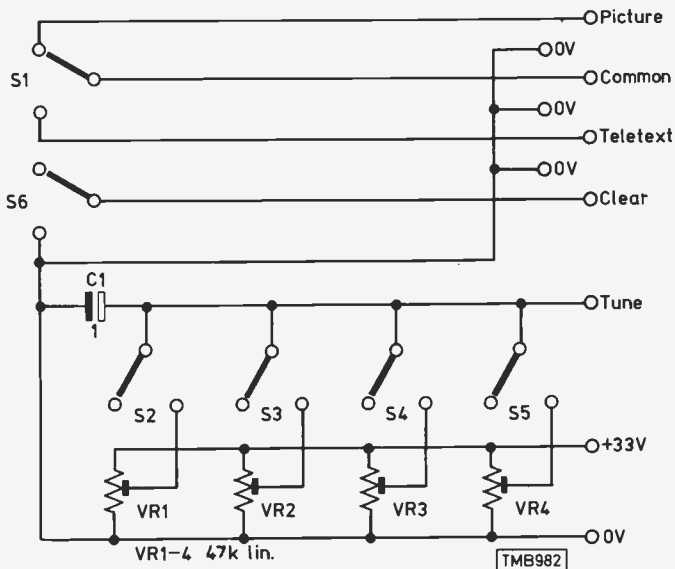 Picture
0V
S1
Common
0V
Teletext
0V
S6
Clear
C1
1
Tune
S2
S3
S4
S5
+33V
VR1
VR2
VR3
VR4
VR1-4 47k lin.
0V
TMB982